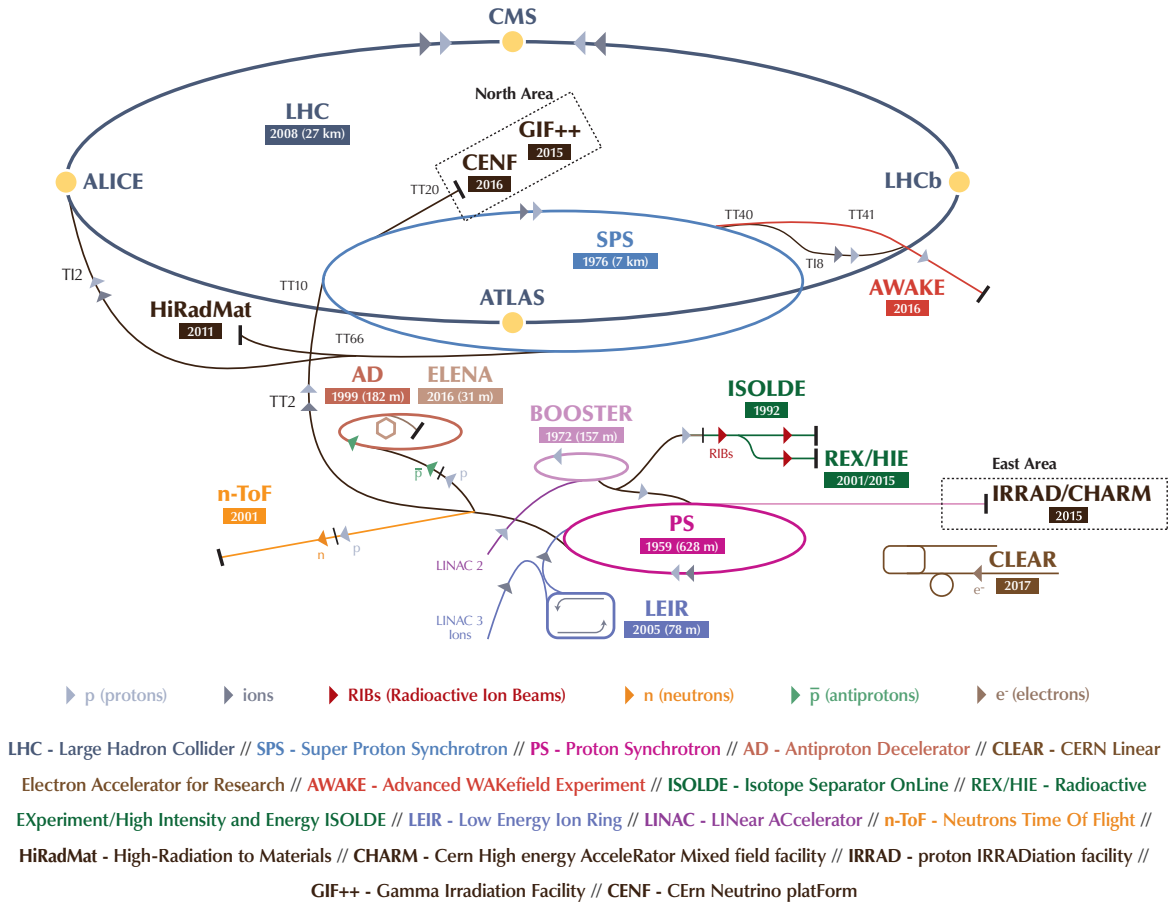 CMS
LHC
2008 (27 km)
North Area
GIF++
2015
CENF
2016
TT20
ALICE
LHCb
TT40
TT41
SPS
1976 (7 km)
TI8
TI2
TT10
ATLAS
AWAKE
2016
HiRadMat
2011
TT66
AD
1999 (182 m)
ELENA
2016 (31 m)
TT2
ISOLDE
1992
BOOSTER
1972 (157 m)
RIBs
REX/HIE
2001/2015
p̅
p
East Area
IRRAD/CHARM
2015
n-ToF
2001
n
p
PS
1959 (628 m)
LINAC 2
CLEAR
2017
e-
LINAC 3
Ions
LEIR
2005 (78 m)
p (protons)
ions
RIBs (Radioactive Ion Beams)
n (neutrons)
p̅ (antiprotons)
e- (electrons)
LHC - Large Hadron Collider // SPS - Super Proton Synchrotron // PS - Proton Synchrotron // AD - Antiproton Decelerator // CLEAR - CERN Linear
Electron Accelerator for Research // AWAKE - Advanced WAKefield Experiment // ISOLDE - Isotope Separator OnLine // REX/HIE - Radioactive
EXperiment/High Intensity and Energy ISOLDE // LEIR - Low Energy Ion Ring // LINAC - LINear ACcelerator // n-ToF - Neutrons Time Of Flight //
HiRadMat - High-Radiation to Materials // CHARM - Cern High energy AcceleRator Mixed field facility // IRRAD - proton IRRADiation facility //
GIF++ - Gamma Irradiation Facility // CENF - CErn Neutrino platForm